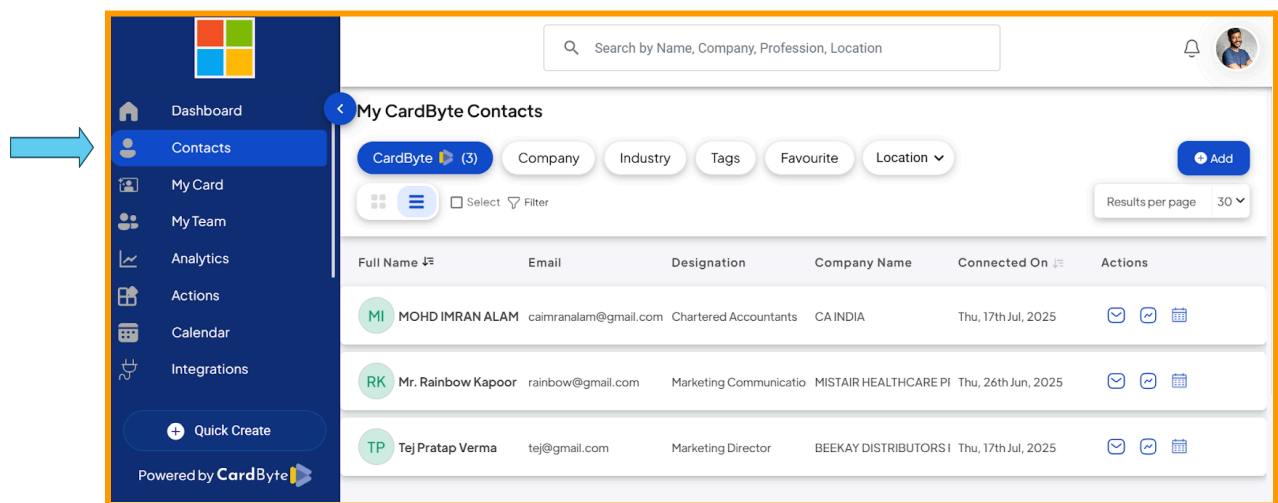 Search by Name, Company, Profession, Location
Dashboard
Contacts
My Card
My Team
Analytics
Actions
Calendar
Integrations
Quick Create
Powered by CardByte
My CardByte Contacts
CardByte (3) Company Industry Tags Favourite Location
Add
Select Filter
Results per page 30
Full Name Email Designation Company Name Connected On Actions
MI MOHD IMRAN ALAM caimranalam@gmail.com Chartered Accountants CA INDIA Thu, 17th Jul, 2025
RK Mr. Rainbow Kapoor rainbow@gmail.com Marketing Communicatio MISTAIR HEALTHCARE PI Thu, 26th Jun, 2025
TP Tej Pratap Verma tej@gmail.com Marketing Director BEEKAY DISTRIBUTORS I Thu, 17th Jul, 2025